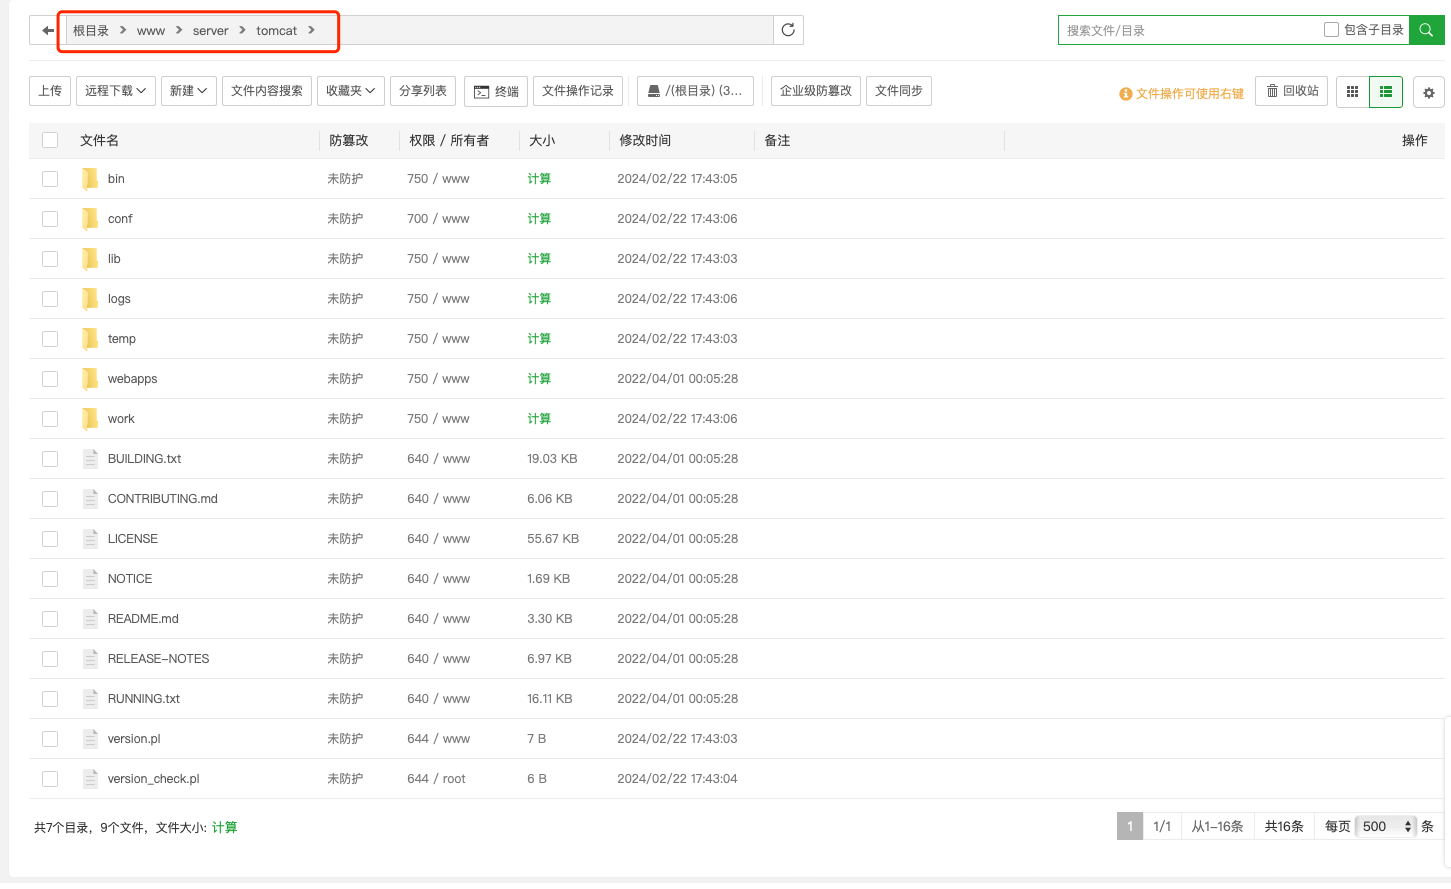 根目录 www server tomcat
搜索文件/目录 包含子目录
上传 远程下载 新建 文件内容搜索 收藏夹 分享列表 终端 文件操作记录 /(根目录) (3... 企业级防篡改 文件同步 文件操作可使用右键 回收站
文件名 防篡改 权限 / 所有者 大小 修改时间 备注 操作
bin 未防护 750 / www 计算 2024/02/22 17:43:05
conf 未防护 700 / www 计算 2024/02/22 17:43:06
lib 未防护 750 / www 计算 2024/02/22 17:43:03
logs 未防护 750 / www 计算 2024/02/22 17:43:06
temp 未防护 750 / www 计算 2024/02/22 17:43:03
webapps 未防护 750 / www 计算 2022/04/01 00:05:28
work 未防护 750 / www 计算 2024/02/22 17:43:06
BUILDING.txt 未防护 640 / www 19.03 KB 2022/04/01 00:05:28
CONTRIBUTING.md 未防护 640 / www 6.06 KB 2022/04/01 00:05:28
LICENSE 未防护 640 / www 55.67 KB 2022/04/01 00:05:28
NOTICE 未防护 640 / www 1.69 KB 2022/04/01 00:05:28
README.md 未防护 640 / www 3.30 KB 2022/04/01 00:05:28
RELEASE-NOTES 未防护 640 / www 6.97 KB 2022/04/01 00:05:28
RUNNING.txt 未防护 640 / www 16.11 KB 2022/04/01 00:05:28
version.pl 未防护 644 / www 7 B 2024/02/22 17:43:03
version_check.pl 未防护 644 / root 6 B 2024/02/22 17:43:04
共7个目录，9个文件，文件大小: 计算 1 1/1 从1-16条 共16条 每页 500 条